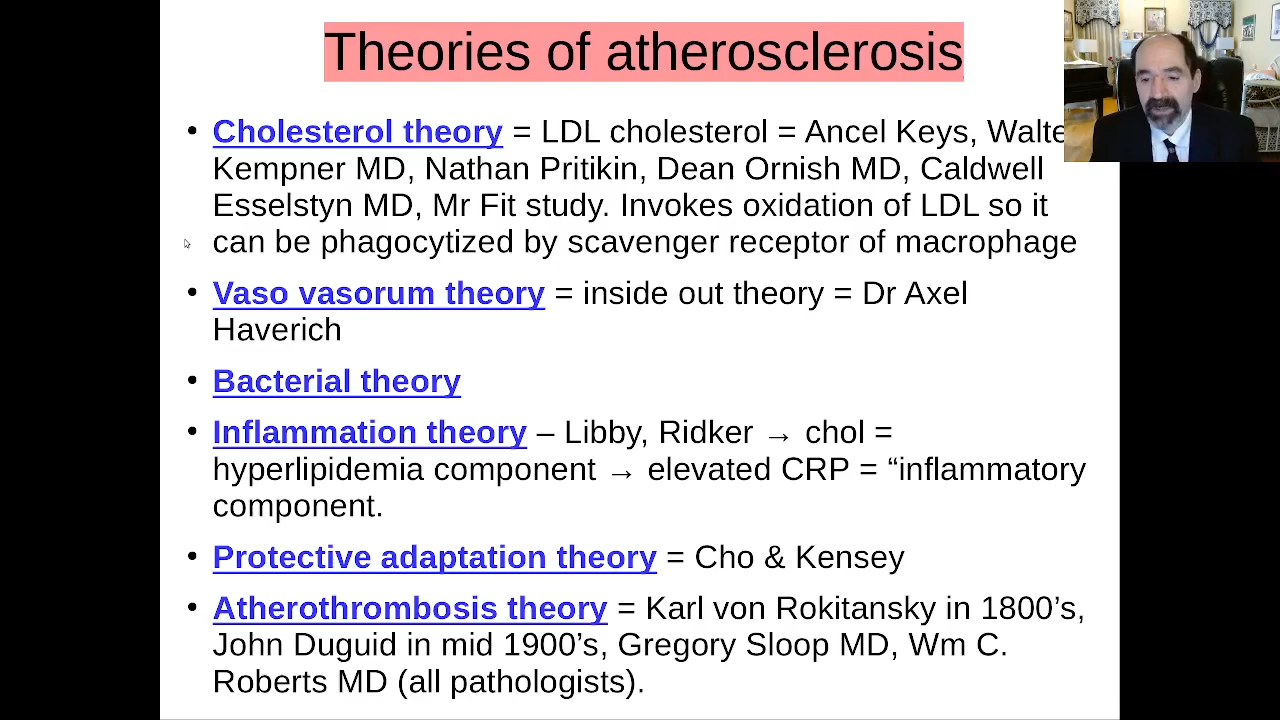 Theories of atherosclerosis
• Cholesterol theory = LDL cholesterol = Ancel Keys, Walte
Kempner MD, Nathan Pritikin, Dean Ornish MD, Caldwell
Esselstyn MD, Mr Fit study. Invokes oxidation of LDL so it
can be phagocytized by scavenger receptor of macrophage
• Vaso vasorum theory = inside out theory = Dr Axel
Haverich
• Bacterial theory
• Inflammation theory – Libby, Ridker → chol =
hyperlipidemia component → elevated CRP = “inflammatory
component.
• Protective adaptation theory = Cho & Kensey
• Atherothrombosis theory = Karl von Rokitansky in 1800’s,
John Duguid in mid 1900’s, Gregory Sloop MD, Wm C.
Roberts MD (all pathologists).